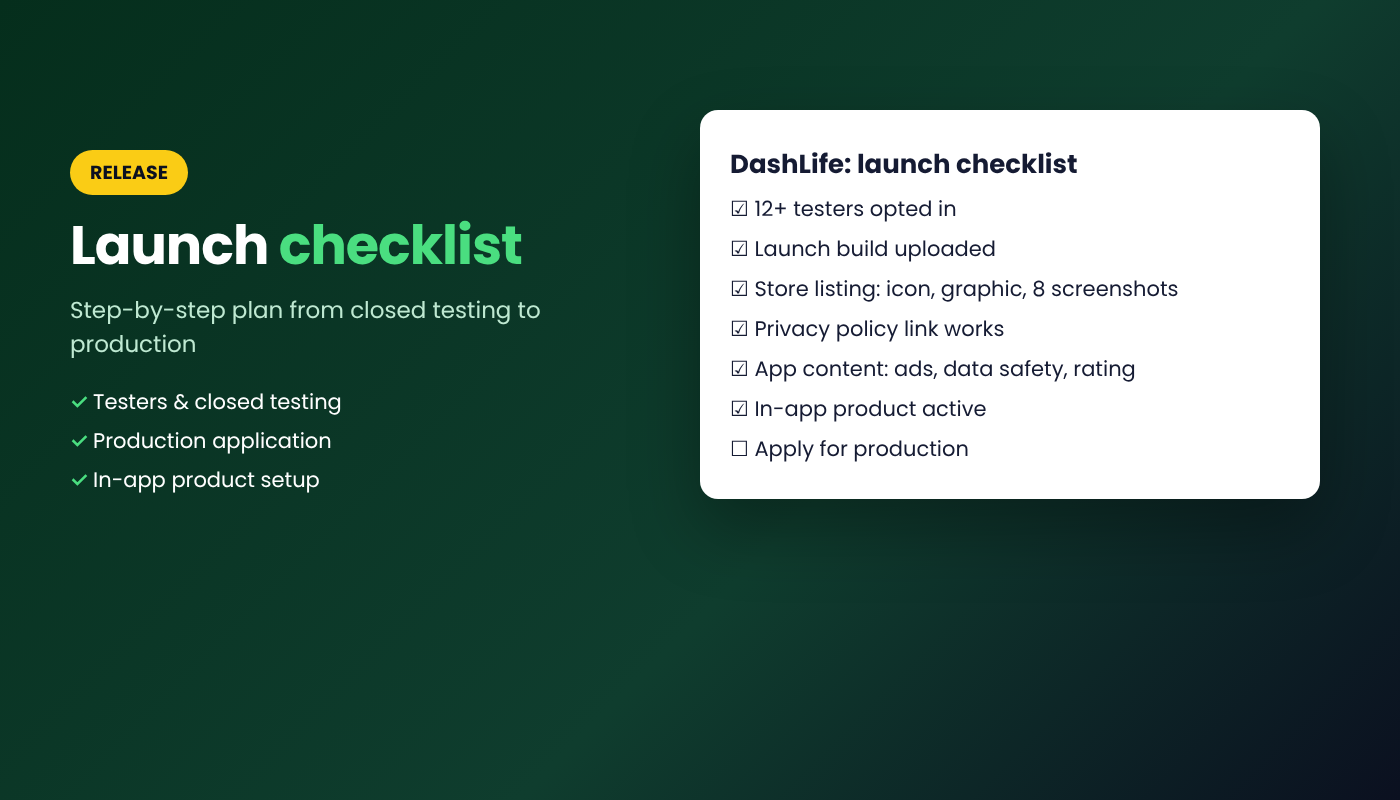 RELEASE
Launch checklist
Step-by-step plan from closed testing to
production
✓ Testers & closed testing
✓ Production application
✓ In-app product setup
DashLife: launch checklist
☑ 12+ testers opted in
☑ Launch build uploaded
☑ Store listing: icon, graphic, 8 screenshots
☑ Privacy policy link works
☑ App content: ads, data safety, rating
☑ In-app product active
☐ Apply for production